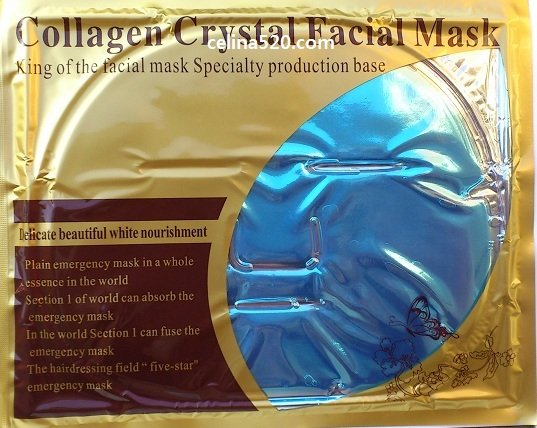 Collagen Crystal Facial Mask
celina520.com
King of the facial mask Specialty production base
Delicate beautiful white nourishment
Plain emergency mask in a whole
essence in the world
Section 1 of world can absorb the
emergency mask
In the world Section 1 can fuse the
emergency mask
The hairdressing field “ five-star"
emergency mask